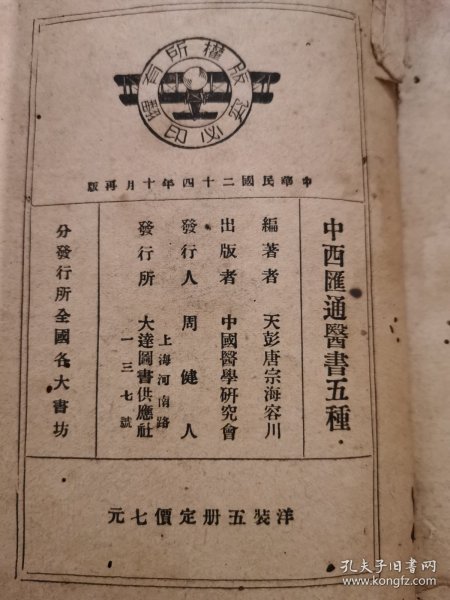 版權所有
翻印必究
中華民國二十四年十月再版
中西匯通醫書五種
編著者 天彭唐宗海容川
出版者 中國醫學研究會
發行人 周健人
發行所 大達圖書供應社
上海河南路
一三七號
分發行所全國各大書坊
洋裝五册定價七元
孔夫子旧书网
www.kongfz.com